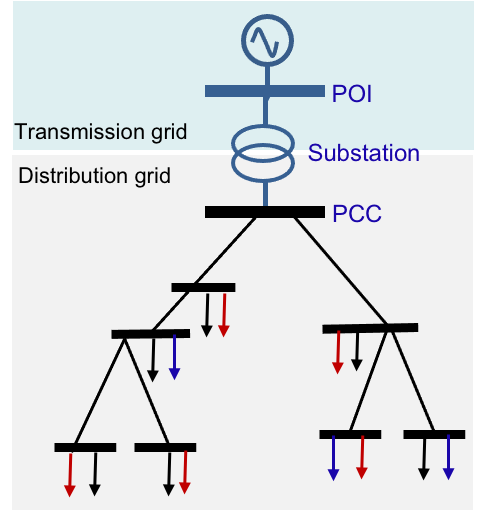 POI
Transmission grid
Substation
Distribution grid
PCC